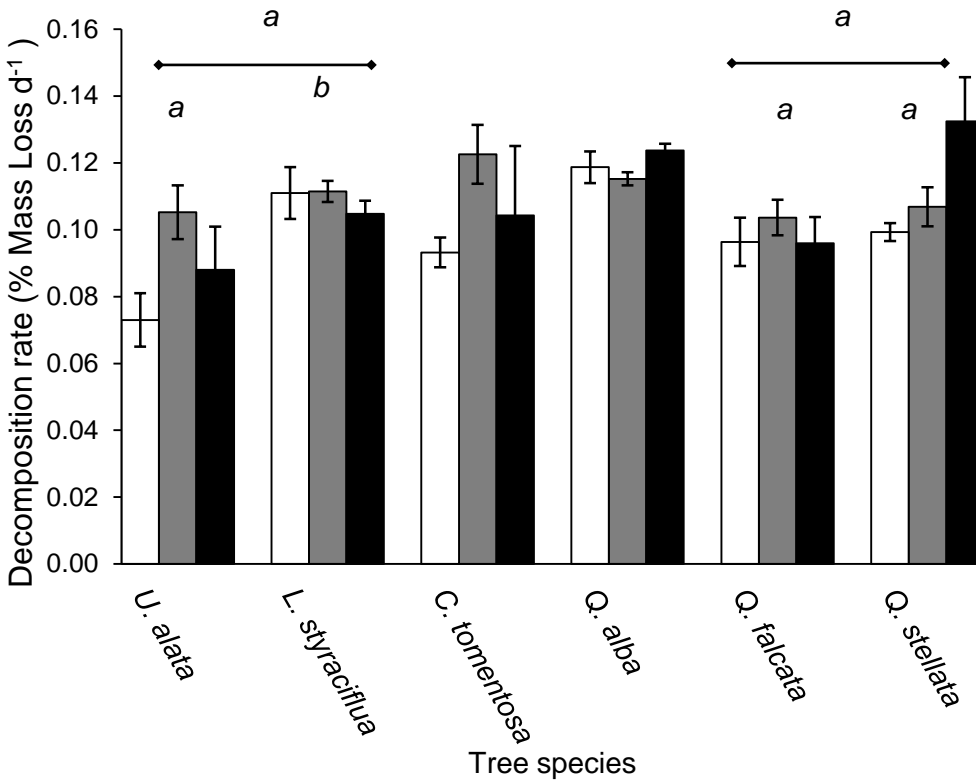 Decomposition rate (% Mass Loss d-1 )
0.16
0.14
0.12
0.10
0.08
0.06
0.04
0.02
0.00
a
a
a
b
a
a
U. alata
L. styraciflua
C. tomentosa
Q. alba
Q. falcata
Q. stellata
Tree species